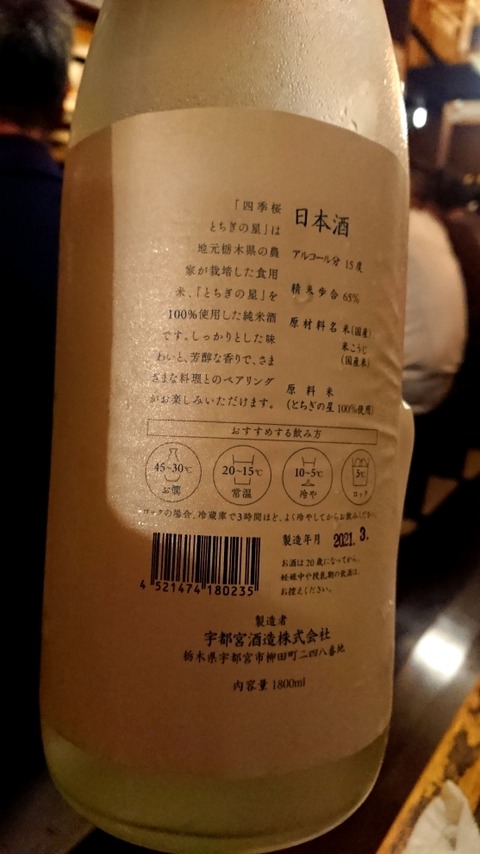 日本酒
アルコール分 15度
精米歩合 65%
原材料名 米(国産)
米こうじ
(国産米)
原料米
(とちぎの星100%使用)
「四季桜
とちぎの星」は
地元栃木県の農
家が栽培した食用
米、「とちぎの星」を
100%使用した純米酒
です。しっかりとした味
わいと、芳醇な香りで、さま
ざまな料理とのペアリング
がお楽しみいただけます。
おすすめする飲み方
45~30℃
お燗
20~15℃
常温
10~5℃
冷や
5℃
ロック
*ロックの場合、冷蔵庫で3時間ほど、よく冷やしてからお飲みください。
製造年月 2021.3.
お酒は20歳になってから。
妊娠中や授乳期の飲酒は、
お控えください。
4 521474 180235
製造者
宇都宮酒造株式会社
栃木県宇都宮市柳田町二四八番地
内容量 1800ml